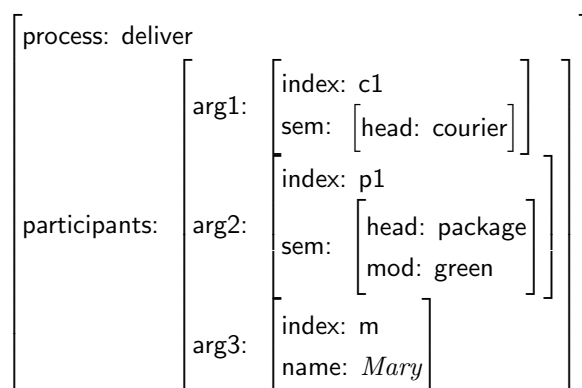 process: deliver
index: c1
arg1:
sem: head: courier
index: p1
participants: arg2:
head: package
sem:
mod: green
index: m
arg3:
name: Mary